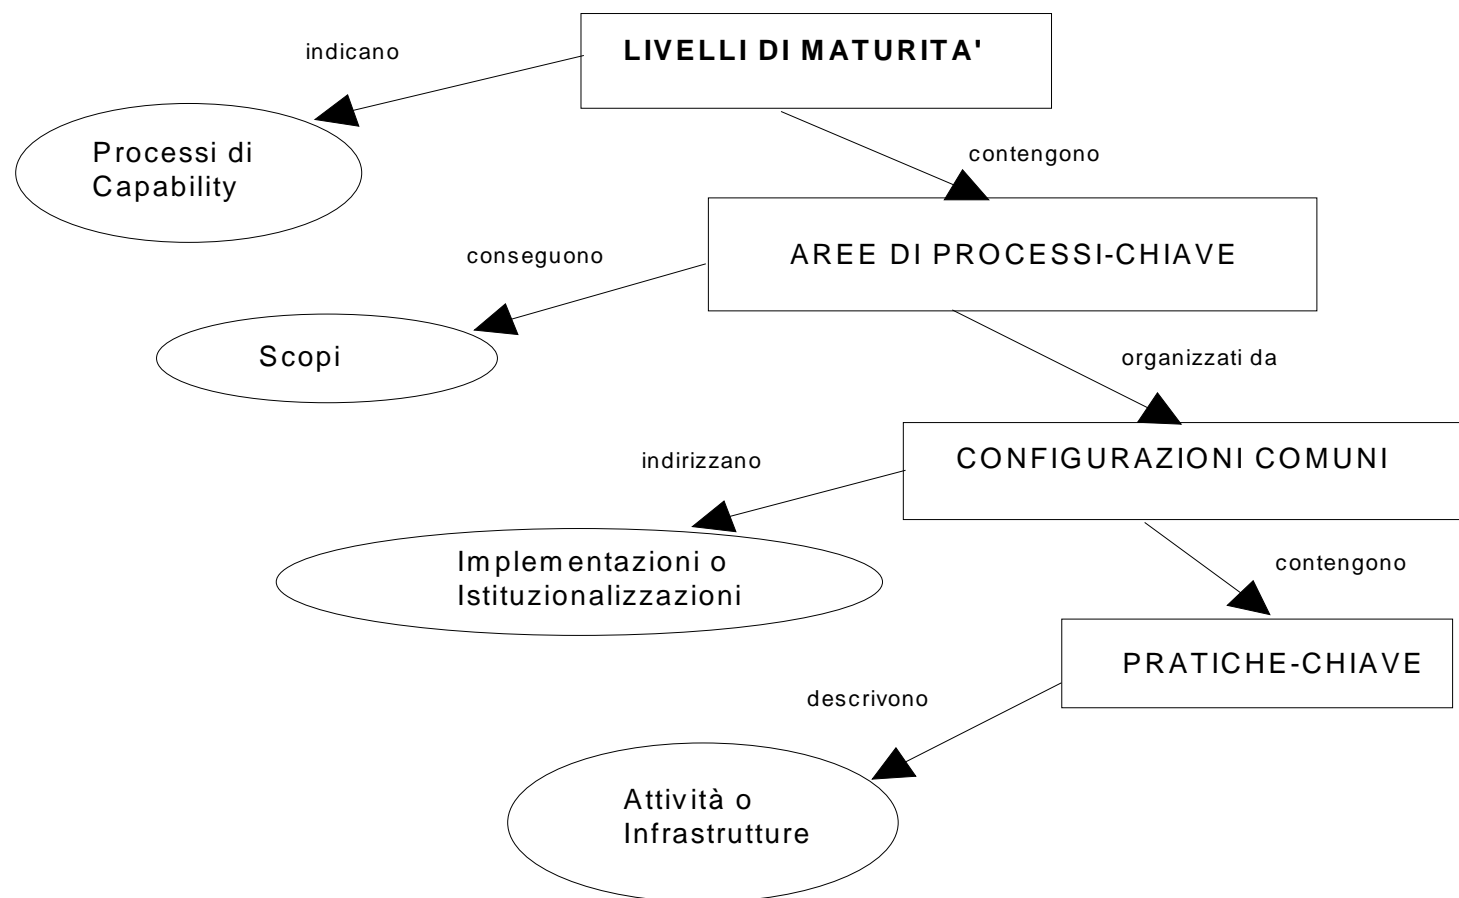 LIVELLI DI MATURITA'
indicano
Processi di
Capability
contengono
AREE DI PROCESSI-CHIAVE
conseguono
Scopi
organizzati da
CONFIGURAZIONI COMUNI
indirizzano
Implementazioni o
Istituzionalizzazioni
contengono
PRATICHE-CHIAVE
descrivono
Attività o
Infrastrutture